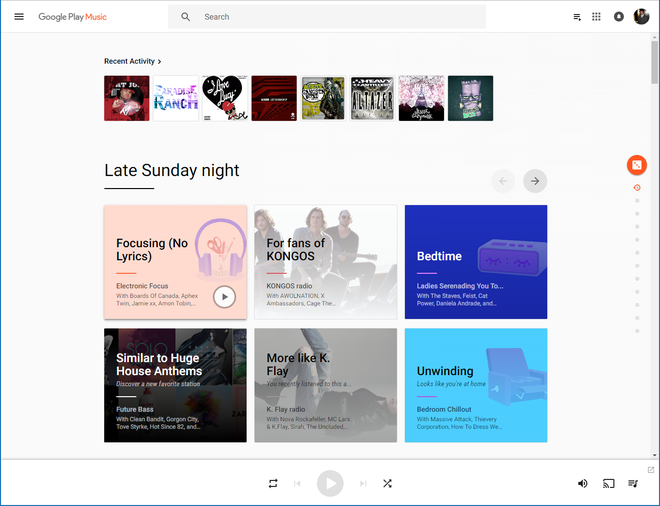 Google Play Music
Search
Recent Activity
PARADISE
RANCH
I Love
Lucy
HEAVY
ALTAZER
Late Sunday night
Focusing (No
Lyrics)
Electronic Focus
With Boards Of Canada, Aphex
Twin, Jamie xx, Amon Tobin,...
For fans of
KONGOS
KONGOS radio
With AWOLNATION, X
Ambassadors, Cage The...
Bedtime
Ladies Serenading You To...
With The Staves, Feist, Cat
Power, Daniela Andrade, and...
Similar to Huge
House Anthems
Discover a new favorite station
Future Bass
With Clean Bandit, Gorgon City,
Tove Styrke, Hot Since 82, and...
More like K.
Flay
You recently listened to this a...
K. Flay radio
With Nova Rockafeller, MC Lars
& K.Flay, Sirah, The Uncluded...
Unwinding
Looks like you're at home
Bedroom Chillout
With Massive Attack, Thievery
Corporation, How To Dress We...